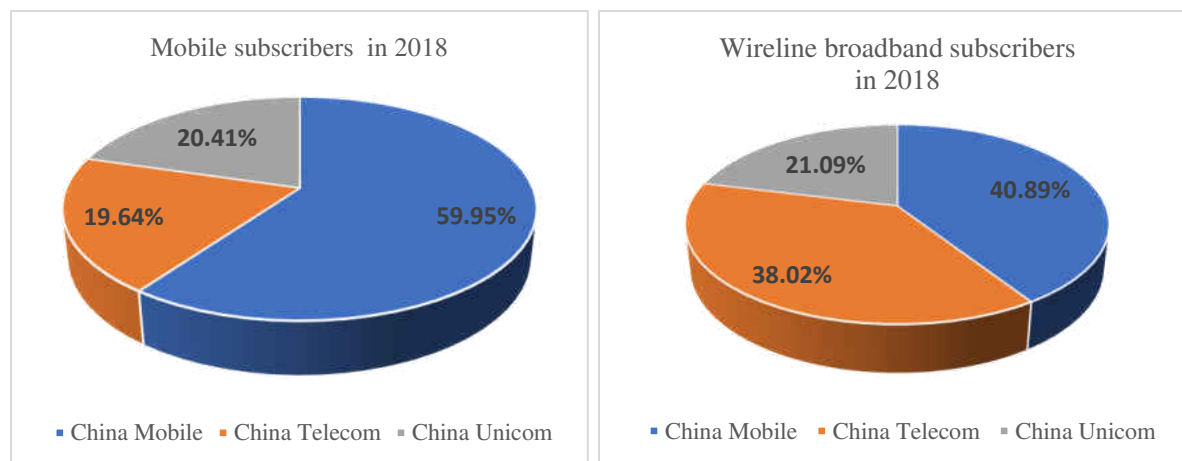 Mobile subscribers in 2018
20.41%
19.64%
59.95%
China Mobile China Telecom China Unicom
Wireline broadband subscribers
in 2018
21.09%
40.89%
38.02%
China Mobile China Telecom China Unicom